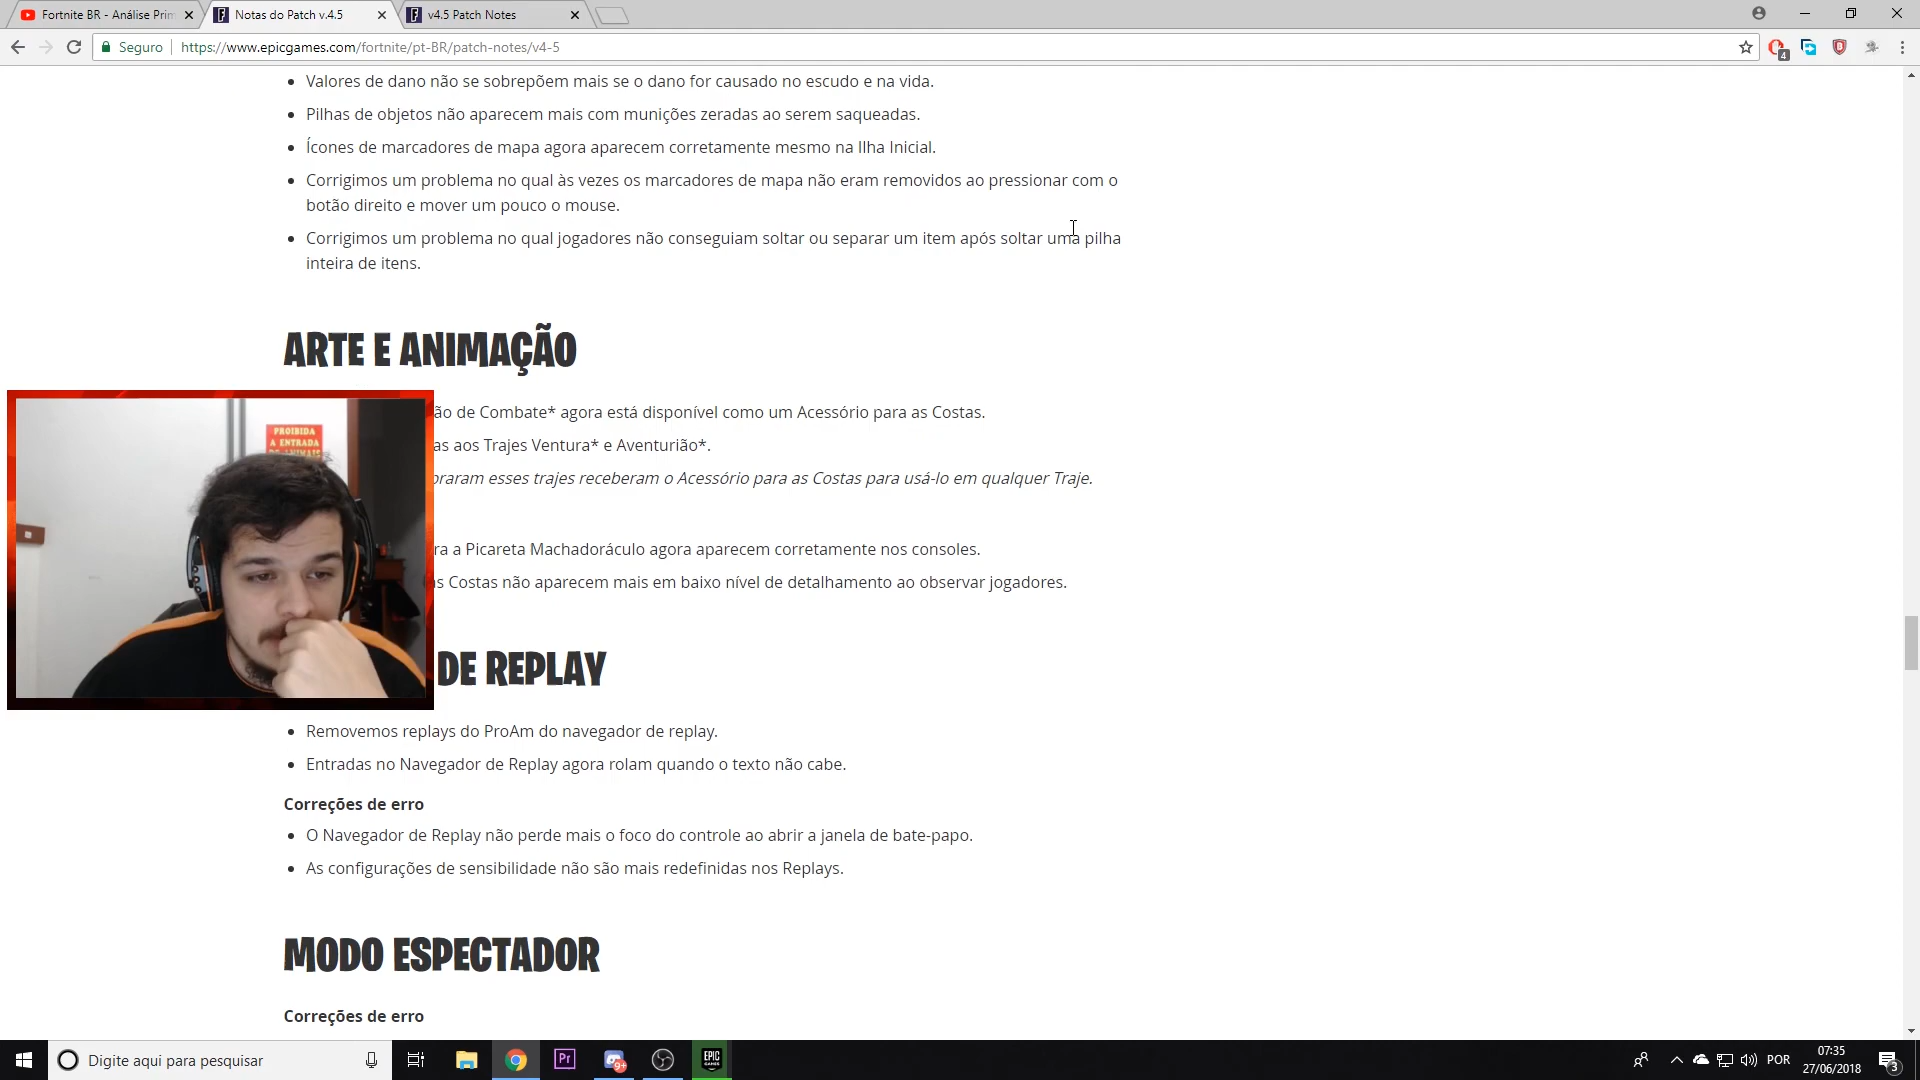 Fortnite BR - Análise Prim
Notas do Patch v.4.5
v4.5 Patch Notes
Seguro
https://www.epicgames.com/fortnite/pt-BR/patch-notes/v4-5
4
Valores de dano não se sobrepõem mais se o dano for causado no escudo e na vida.
Pilhas de objetos não aparecem mais com munições zeradas ao serem saqueadas.
Ícones de marcadores de mapa agora aparecem corretamente mesmo na Ilha Inicial.
Corrigimos um problema no qual às vezes os marcadores de mapa não eram removidos ao pressionar com o
botão direito e mover um pouco o mouse.
Corrigimos um problema no qual jogadores não conseguiam soltar ou separar um item após soltar uma pilha
inteira de itens.
ARTE E ANIMAÇÃO
ão de Combate* agora está disponível como um Acessório para as Costas.
as aos Trajes Ventura* e Aventurião*.
praram esses trajes receberam o Acessório para as Costas para usá-lo em qualquer Traje.
ra a Picareta Machadoráculo agora aparecem corretamente nos consoles.
s Costas não aparecem mais em baixo nível de detalhamento ao observar jogadores.
PROIBIDA
A ENTRADA
DE ANIMAIS
DE REPLAY
Removemos replays do ProAm do navegador de replay.
Entradas no Navegador de Replay agora rolam quando o texto não cabe.
Correções de erro
O Navegador de Replay não perde mais o foco do controle ao abrir a janela de bate-papo.
As configurações de sensibilidade não são mais redefinidas nos Replays.
MODO ESPECTADOR
Correções de erro
Digite aqui para pesquisar
Pr
9+
EPIC
GAMES
POR
07:35
27/06/2018
3